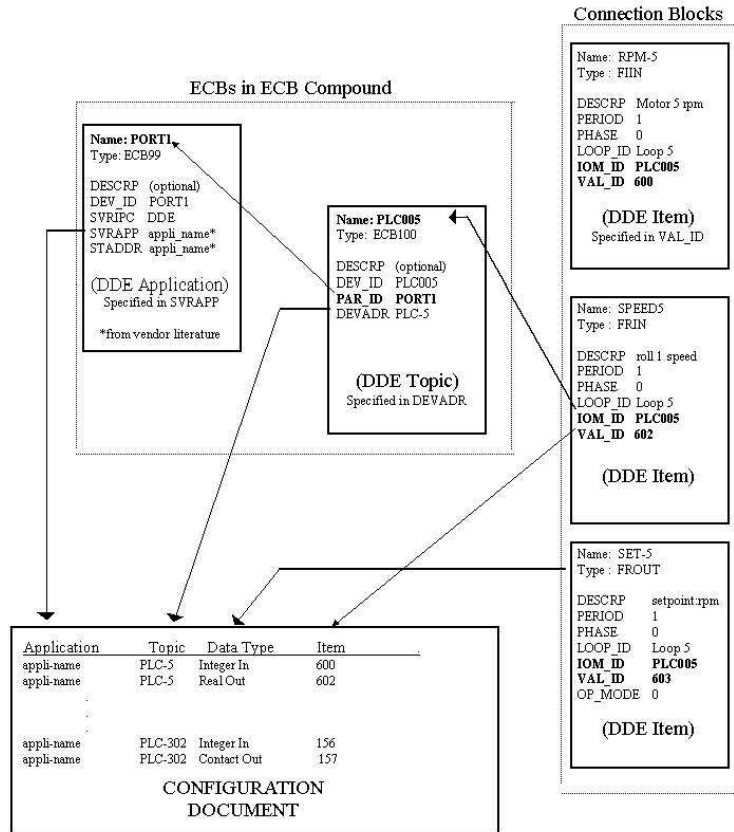 Connection Blocks
ECBs in ECB Compound
Name: PORT1
Type: ECB99
DESCRP (optional)
DEV_ID PORT1
SVRIPC DDE
SVRAPP appli_name*
STADDR appli_name*
(DDE Application)
Specified in SVRAPP
*from vendor literature
Name: PLC005
Type: ECB100
DESCRP (optional)
DEV_ID PLC005
PAR_ID PORT1
DEVADR PLC-5
(DDE Topic)
Specified in DEVADR
Name: RPM-5
Type : FIIN
DESCRP Motor 5 rpm
PERIOD 1
PHASE 0
LOOP_ID Loop 5
IOM_ID PLC005
VAL_ID 600
(DDE Item)
Specified in VAL_ID
Name: SPEED5
Type : FRIN
DESCRP roll 1 speed
PERIOD 1
PHASE 0
LOOP_ID Loop 5
IOM_ID PLC005
VAL_ID 602
(DDE Item)
Name: SET-5
Type : FROUT
DESCRP setpoint:rpm
PERIOD 1
PHASE 0
LOOP_ID Loop 5
IOM_ID PLC005
VAL_ID 603
OP_MODE 0
(DDE Item)
Application Topic Data Type Item
appli-name PLC-5 Integer In 600
appli-name PLC-5 Real Out 602
.
.
.
appli-name PLC-302 Integer In 156
appli-name PLC-302 Contact Out 157
CONFIGURATION
DOCUMENT